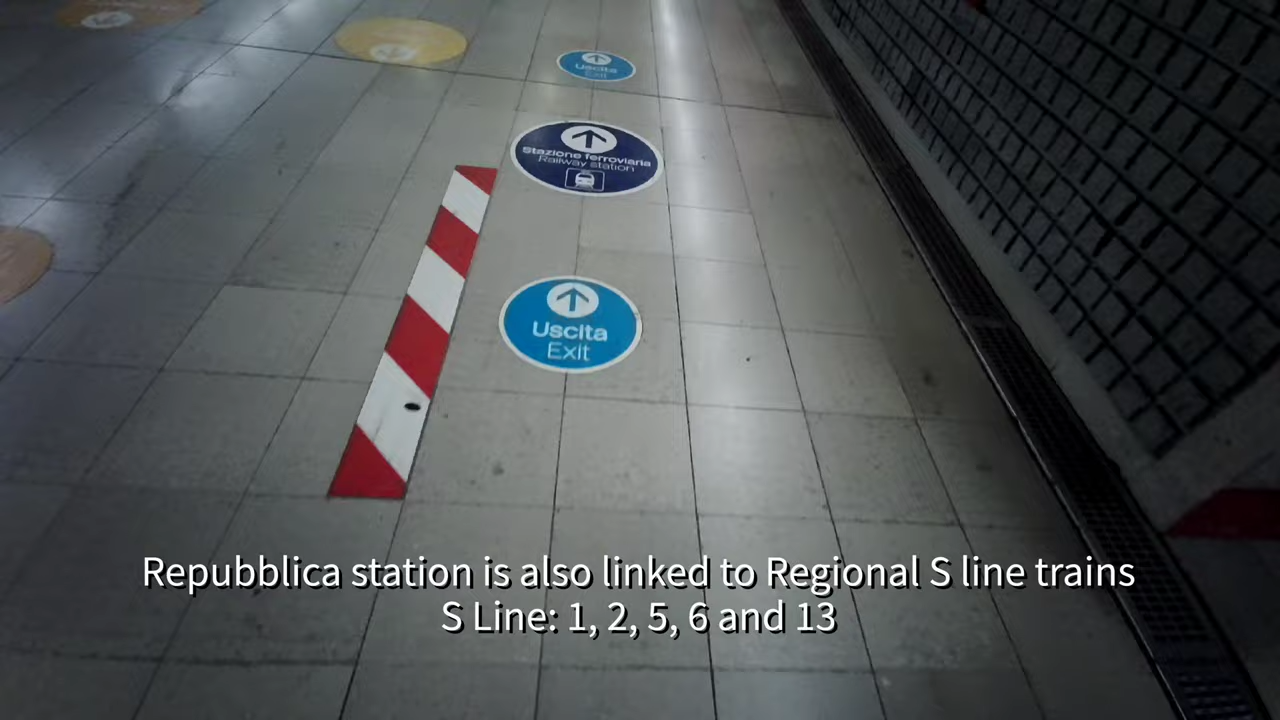 Uscita
Exit
Stazione ferroviaria
Railway station
Uscita
Exit
Repubblica station is also linked to Regional S line trains
S Line: 1, 2, 5, 6 and 13